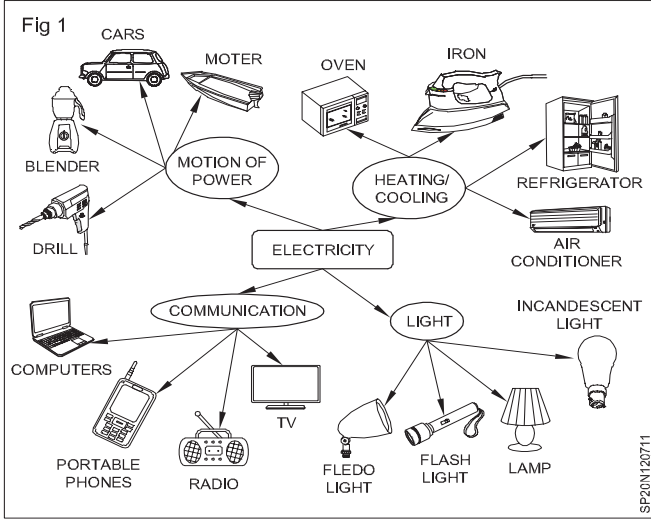 Fig 1
CARS
MOTER
BLENDER
MOTION OF
POWER
DRILL
OVEN
IRON
HEATING/
COOLING
REFRIGERATOR
AIR
CONDITIONER
ELECTRICITY
COMMUNICATION
COMPUTERS
PORTABLE
PHONES
RADIO
TV
LIGHT
INCANDESCENT
LIGHT
FLEDO
LIGHT
FLASH
LIGHT
LAMP
SP20N120711